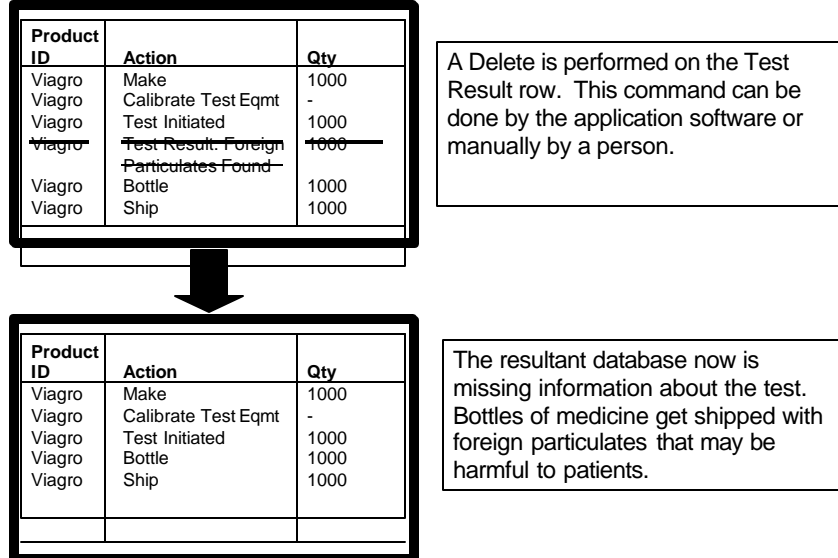 Product
ID Action Qty
Viagro Make 1000
Viagro Calibrate Test Eqmt -
Viagro Test Initiated 1000
Viagro Test Result: Foreign 1000
Particulates Found
Viagro Bottle 1000
Viagro Ship 1000
A Delete is performed on the Test
Result row. This command can be
done by the application software or
manually by a person.
Product
ID Action Qty
Viagro Make 1000
Viagro Calibrate Test Eqmt -
Viagro Test Initiated 1000
Viagro Bottle 1000
Viagro Ship 1000
The resultant database now is
missing information about the test.
Bottles of medicine get shipped with
foreign particulates that may be
harmful to patients.